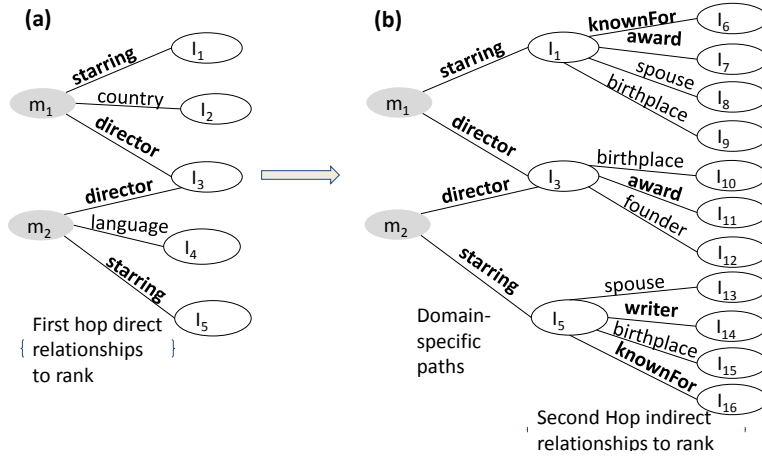 (a)
starring
I1
country
I2
m1
director
I3
director
m2
language
I4
starring
I5
First hop direct
relationships
to rank
(b)
knownFor
I6
award
I7
starring
I1
spouse
I8
birthplace
I9
m1
director
birthplace
I10
I3
award
I11
director
founder
I12
m2
starring
spouse
I13
writer
I14
I5
birthplace
I15
knownFor
I16
Domain-
specific
paths
Second Hop indirect
relationships to rank